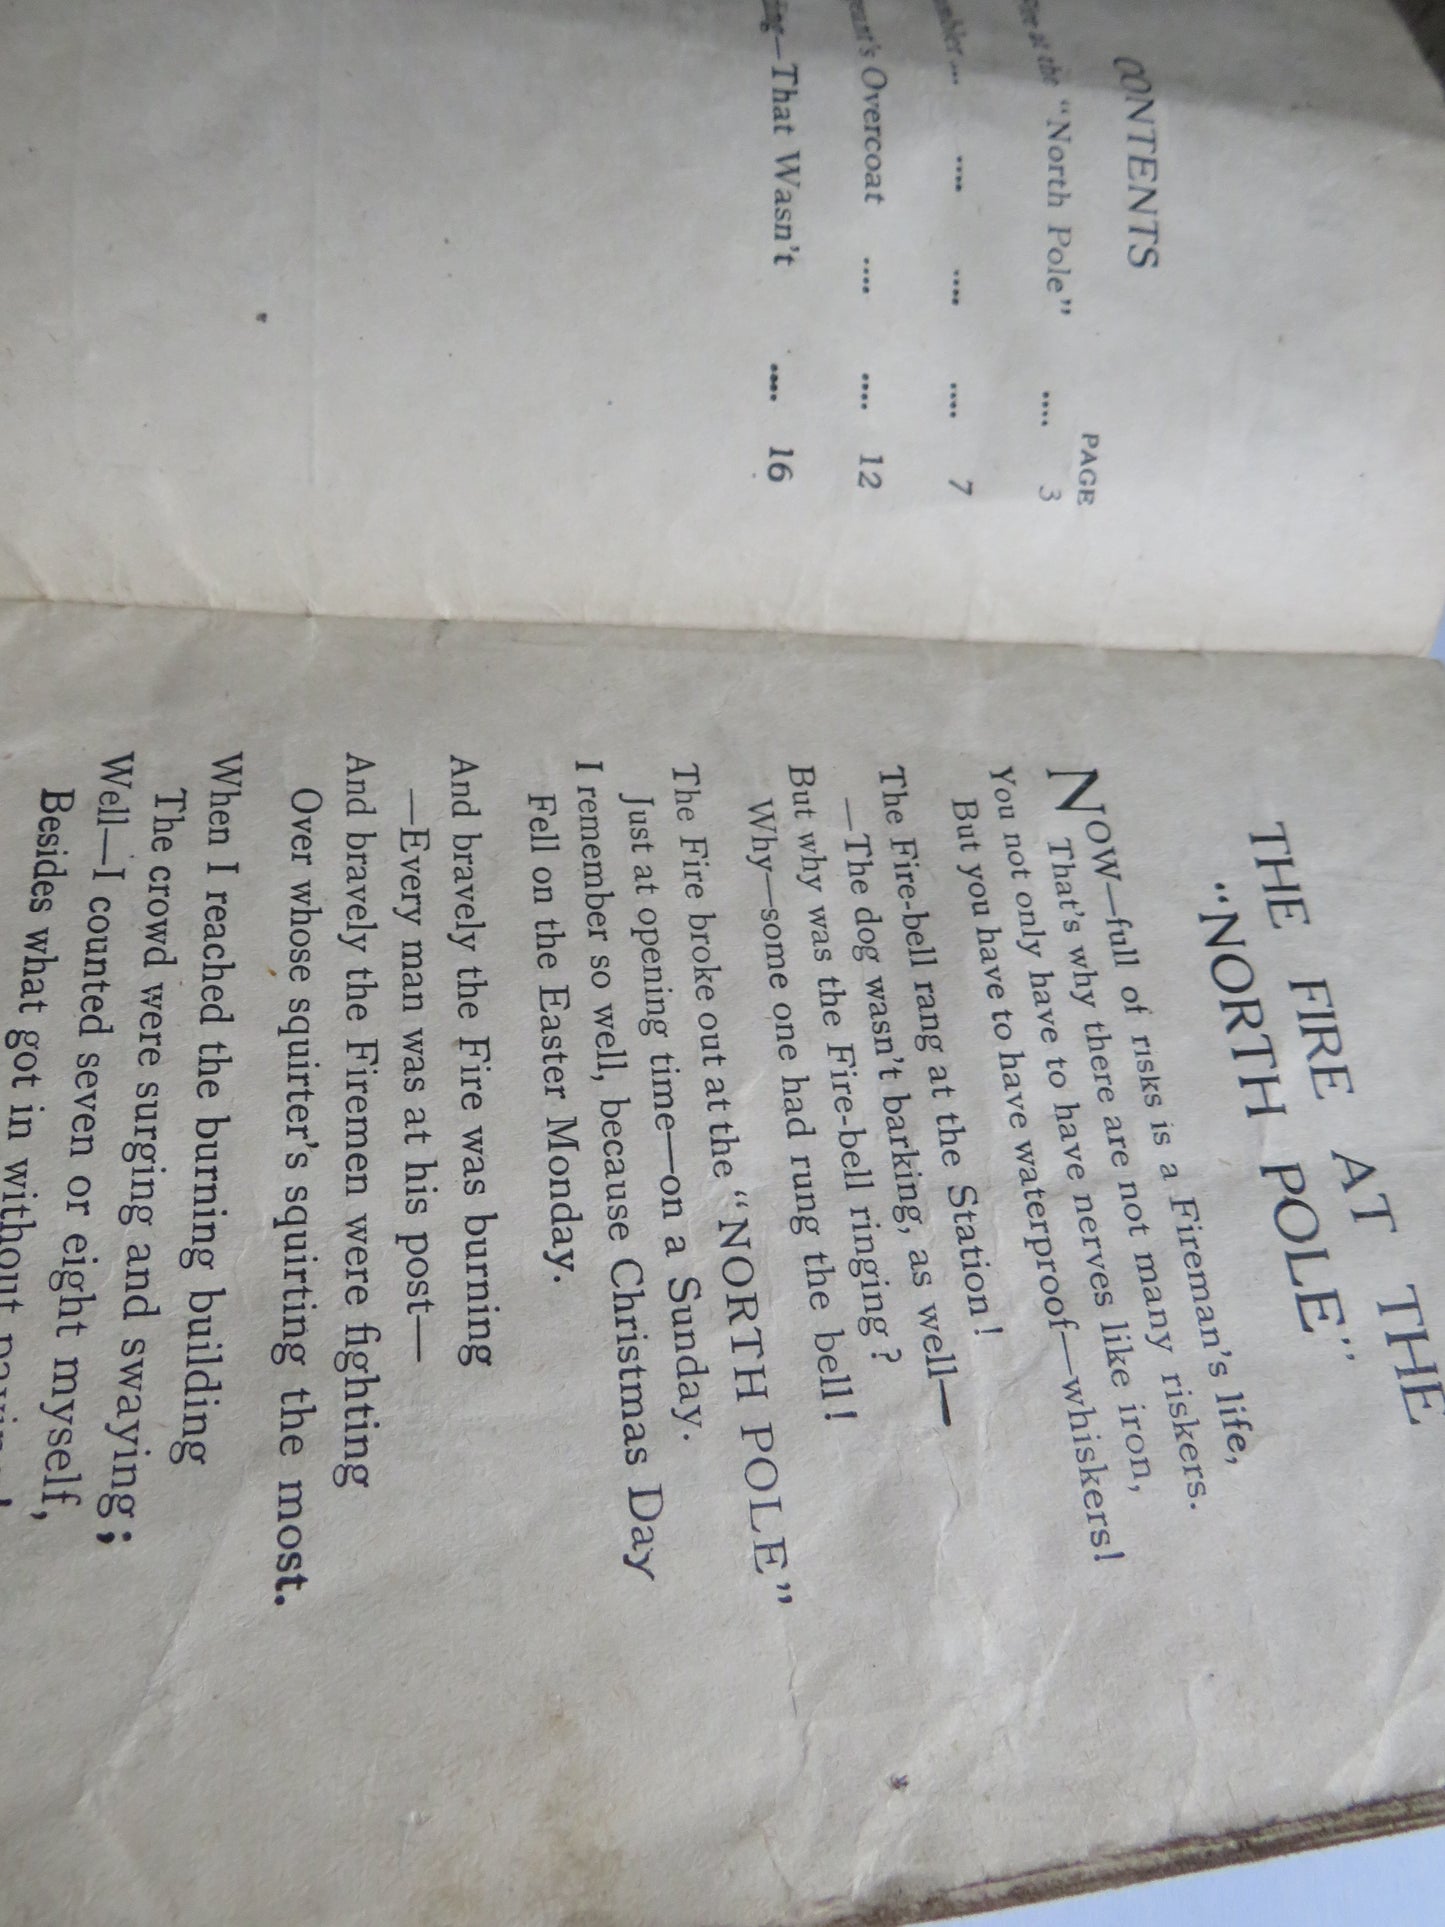 CONTENTS
PAGE
at the "North Pole" .... 3
.... .... .... .... 7
Overcoat .... .... 12
—That Wasn't .... 16
THE FIRE AT THE
"NORTH POLE"
NOW—full of risks is a Fireman's life,
That's why there are not many riskers.
You not only have to have nerves like iron,
But you have to have waterproof—whiskers!
The Fire-bell rang at the Station!
—The dog wasn't barking, as well—
But why was the Fire-bell ringing?
Why—some one had rung the bell!
The Fire broke out at the "NORTH POLE"
Just at opening time—on a Sunday.
I remember so well, because Christmas Day
Fell on the Easter Monday.
And bravely the Fire was burning
—Every man was at his post—
And bravely the Firemen were fighting
Over whose squirter's squirting the most.
When I reached the burning building
The crowd were surging and swaying;
Well—I counted seven or eight myself,
Besides what got in without